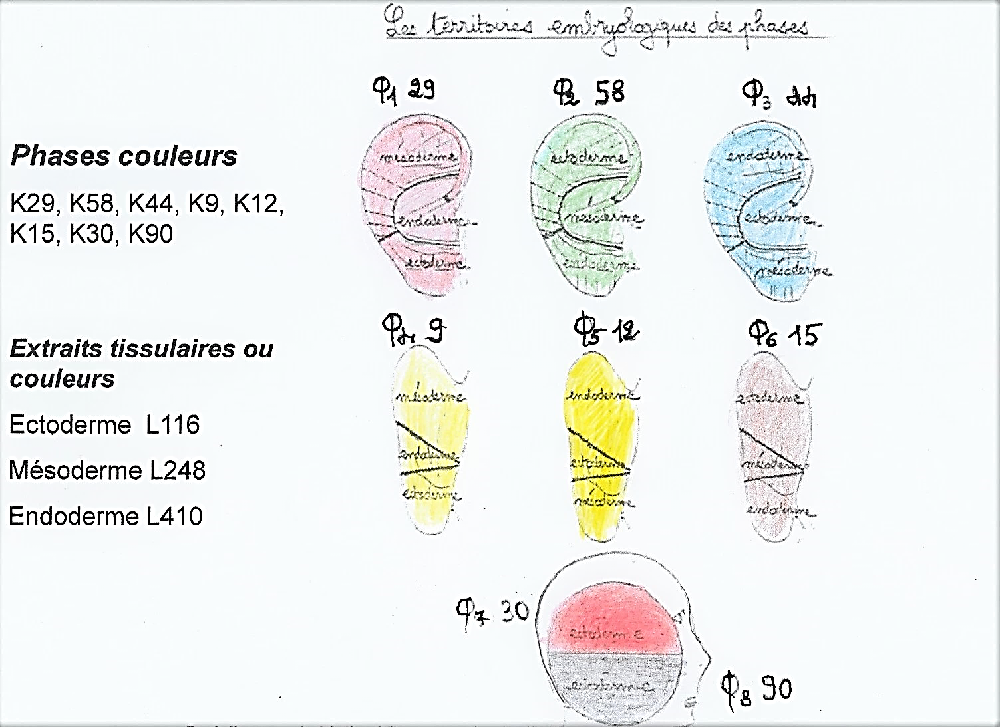 Les territoires embryologiques des phases
φ1 29
φ2 58
φ3 44
Phases couleurs
K29, K58, K44, K9, K12,
K15, K30, K90
mésoderme
endoderme
ectoderme
ectoderme
mésoderme
endoderme
endoderme
ectoderme
mésoderme
φ4 9
φ5 12
φ6 15
Extraits tissulaires ou
couleurs
Ectoderme L116
Mésoderme L248
Endoderme L410
mésoderme
endoderme
ectoderme
endoderme
ectoderme
mésoderme
ectoderme
mésoderme
endoderme
φ7 30
ectoderme
ectoderme
φ8 90